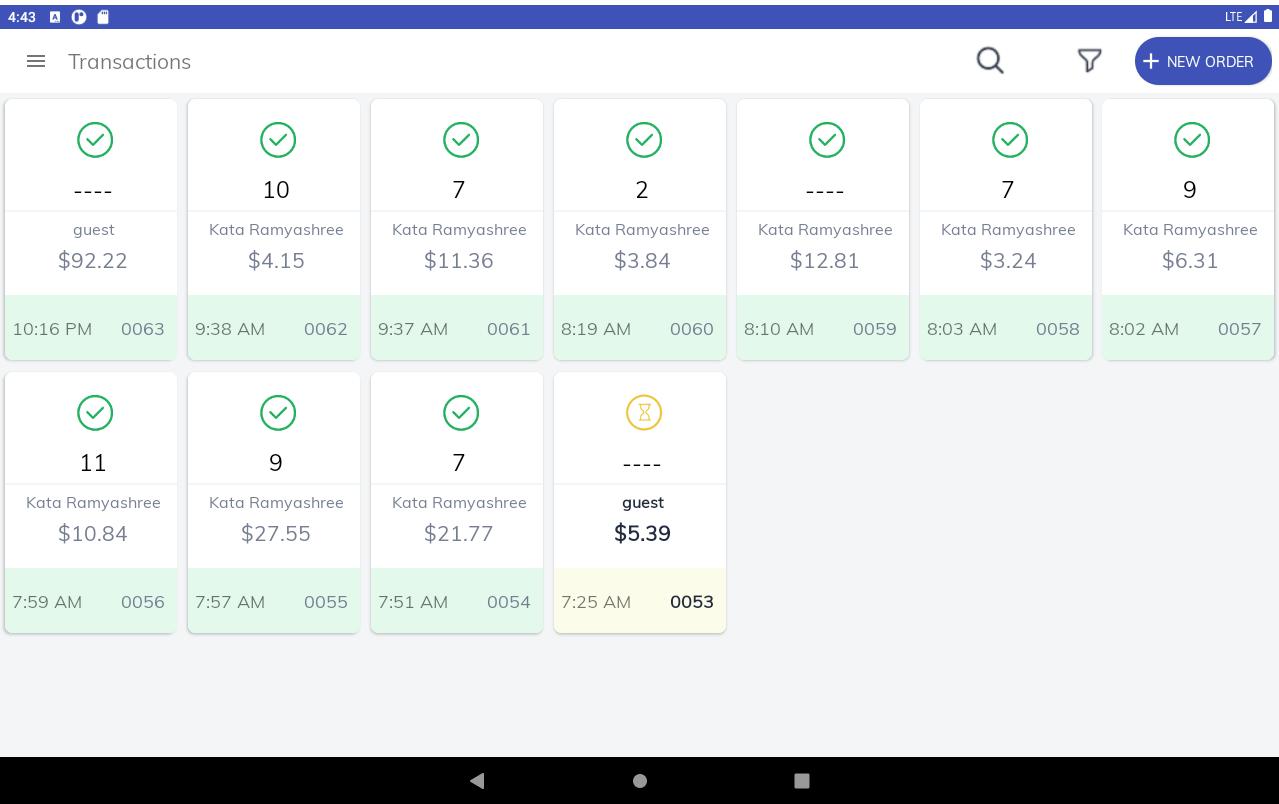 4:43
LTE
Transactions
NEW ORDER
----
guest
$92.22
10:16 PM 0063
10
Kata Ramyashree
$4.15
9:38 AM 0062
7
Kata Ramyashree
$11.36
9:37 AM 0061
2
Kata Ramyashree
$3.84
8:19 AM 0060
----
Kata Ramyashree
$12.81
8:10 AM 0059
7
Kata Ramyashree
$3.24
8:03 AM 0058
9
Kata Ramyashree
$6.31
8:02 AM 0057
11
Kata Ramyashree
$10.84
7:59 AM 0056
9
Kata Ramyashree
$27.55
7:57 AM 0055
7
Kata Ramyashree
$21.77
7:51 AM 0054
----
guest
$5.39
7:25 AM 0053